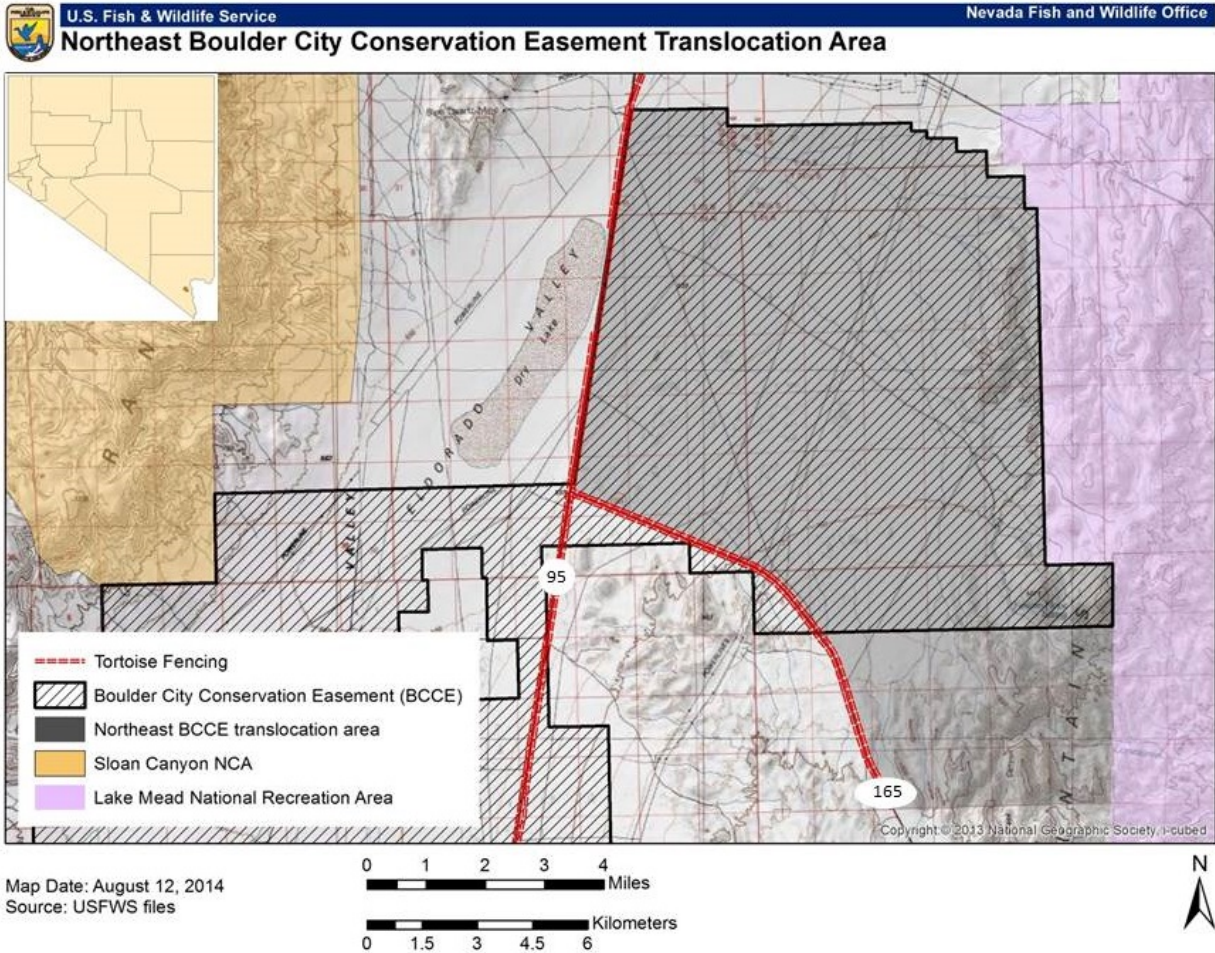 U.S. Fish & Wildlife Service
Nevada Fish and Wildlife Office
Northeast Boulder City Conservation Easement Translocation Area
R A N
VALLEY
ELDORADO VALLEY
Dry Lake
POWERLINE
VALLEY
95
165
N T A I N S
Tortoise Fencing
Boulder City Conservation Easement (BCCE)
Northeast BCCE translocation area
Sloan Canyon NCA
Lake Mead National Recreation Area
Copyright:© 2013 National Geographic Society, i-cubed
Map Date: August 12, 2014
Source: USFWS files
0 1 2 3 4
Miles
Kilometers
0 1.5 3 4.5 6
N